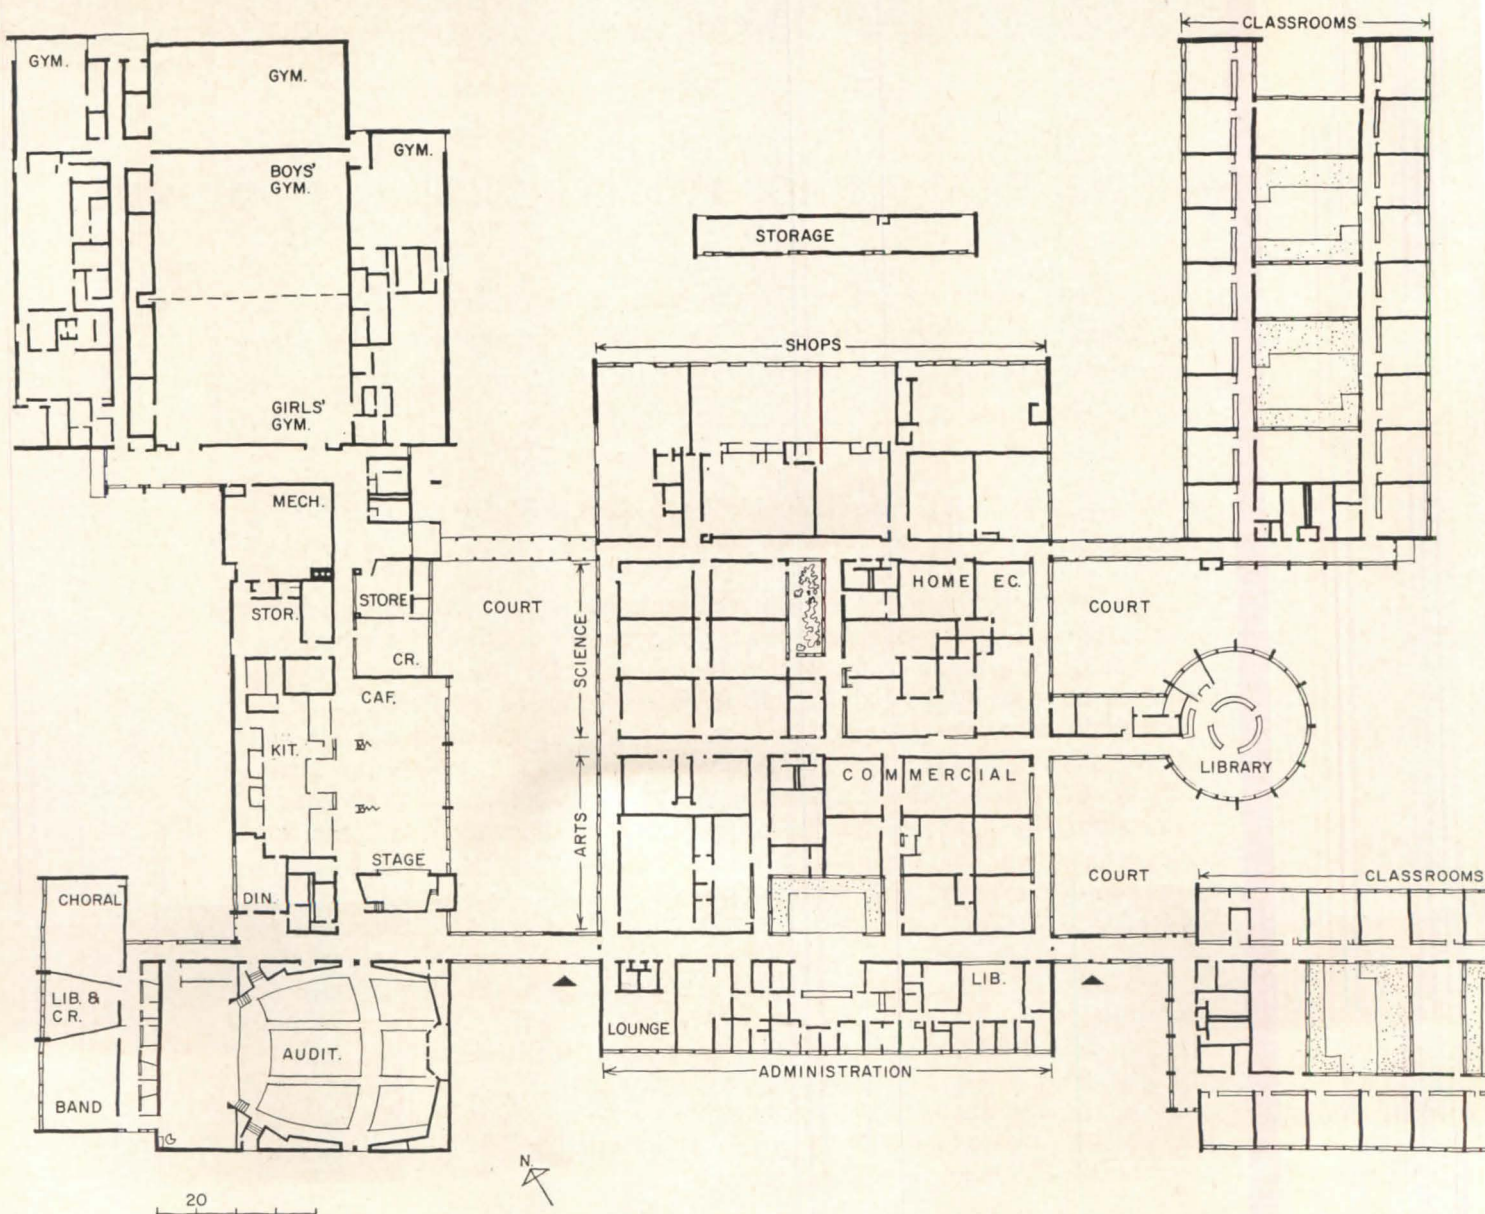 CLASSROOMS
GYM.
GYM.
GYM.
BOYS'
GYM.
STORAGE
SHOPS
GIRLS'
GYM.
MECH.
STOR.
STORE
COURT
SCIENCE
HOME EC.
COURT
CR.
CAF.
KIT.
LIBRARY
COMMERCIAL
ARTS
STAGE
COURT
CLASSROOMS
CHORAL
DIN.
LIB. &
CR.
LIB.
LOUNGE
AUDIT.
ADMINISTRATION
BAND
N.
20